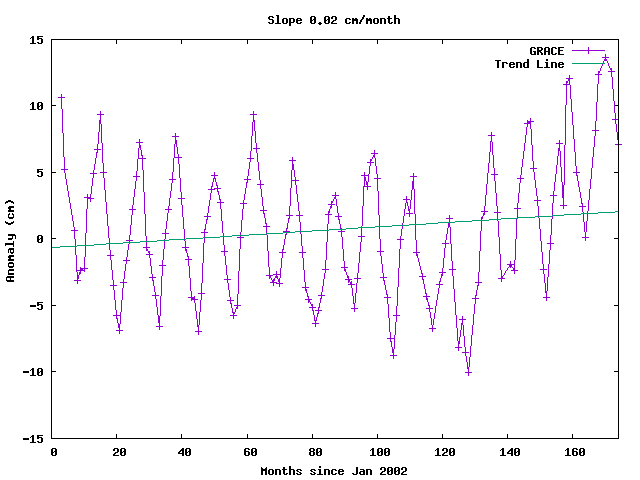 Slope 0.02 cm/month
GRACE
Trend Line
15
10
5
0
-5
-10
-15
Anomaly (cm)
0 20 40 60 80 100 120 140 160
Months since Jan 2002